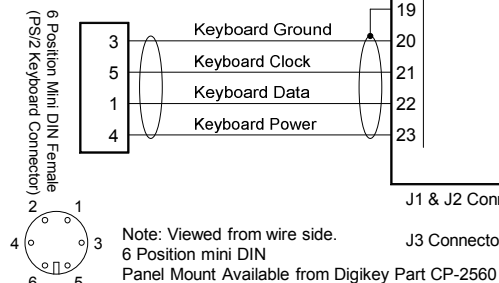 6 Position Mini DIN Female
(PS/2 Keyboard Connector)
19
3 Keyboard Ground 20
5 Keyboard Clock 21
1 Keyboard Data 22
4 Keyboard Power 23
J1 & J2 Conn
2 1
4 3
6 5
Note: Viewed from wire side.
6 Position mini DIN
Panel Mount Available from Digikey Part CP-2560
J3 Connecto